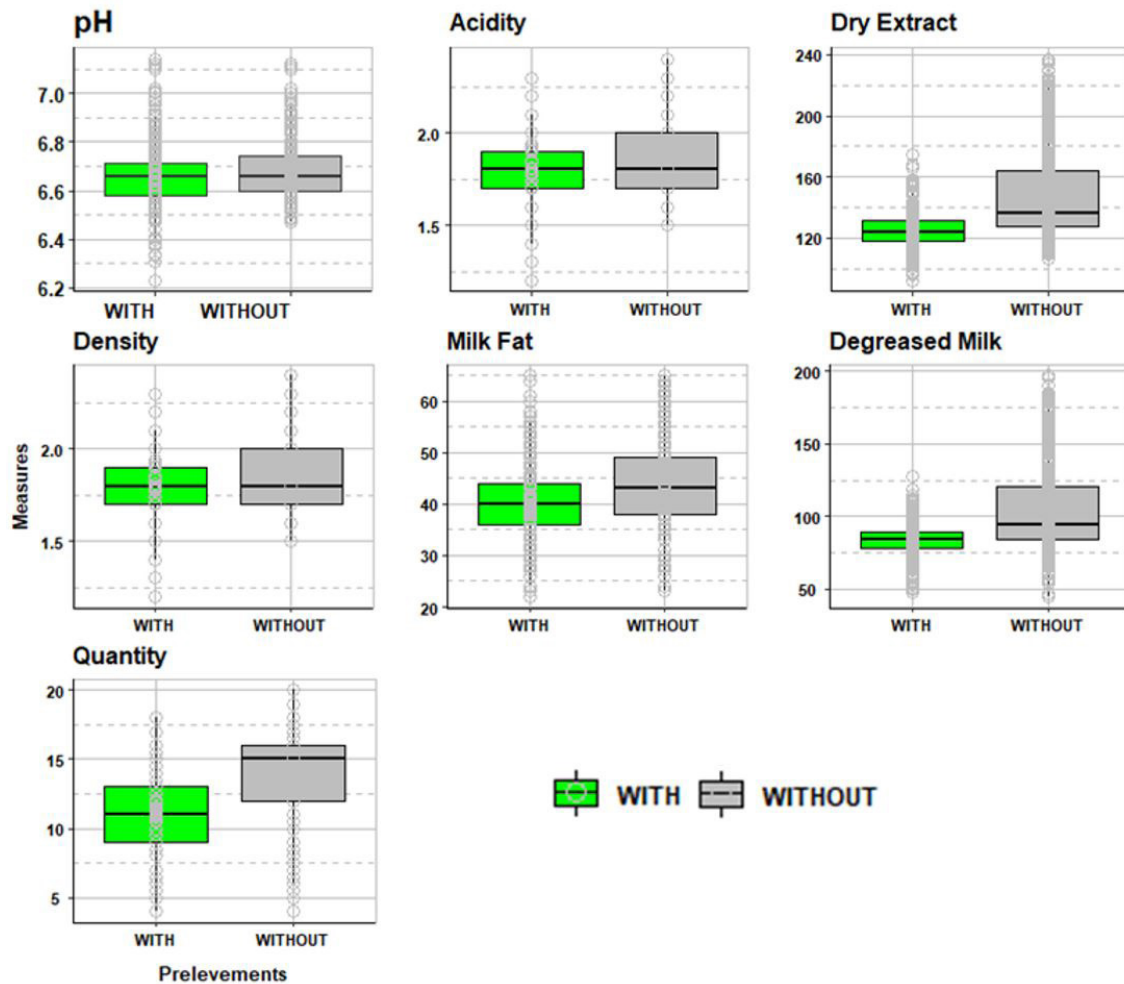 pH
Acidity
Dry Extract
7.0
6.8
6.6
6.4
6.2
WITH WITHOUT
2.0
1.5
WITH WITHOUT
240
200
160
120
WITH WITHOUT
Density
Milk Fat
Degreased Milk
Measures
2.0
1.5
WITH WITHOUT
60
50
40
30
20
WITH WITHOUT
200
150
100
50
WITH WITHOUT
Quantity
20
15
10
5
WITH WITHOUT
Prelevements
WITH WITHOUT